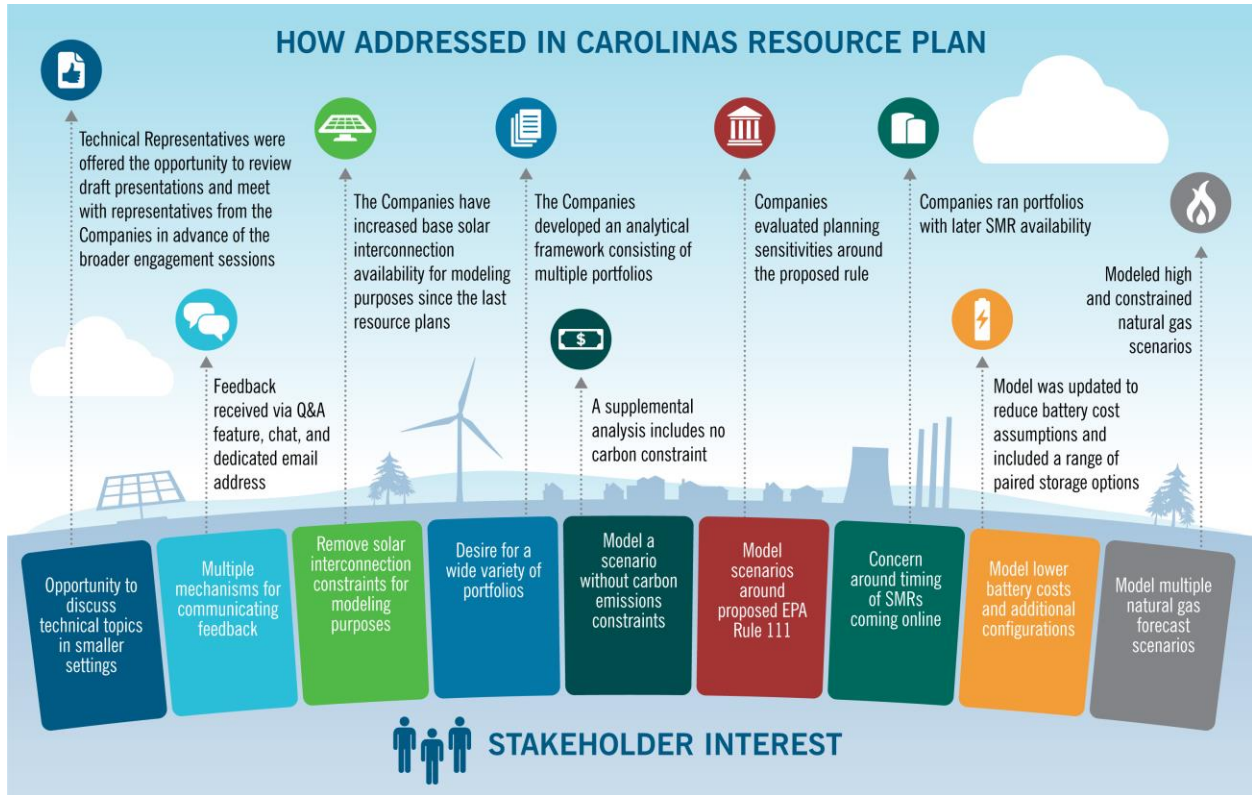 HOW ADDRESSED IN CAROLINAS RESOURCE PLAN
Technical Representatives were
offered the opportunity to review
draft presentations and meet
with representatives from the
Companies in advance of the
broader engagement sessions
Feedback
received via Q&A
feature, chat, and
dedicated email
address
The Companies have
increased base solar
interconnection
availability for modeling
purposes since the last
resource plans
The Companies
developed an analytical
framework consisting of
multiple portfolios
$
A supplemental
analysis includes no
carbon constraint
Companies
evaluated planning
sensitivities around
the proposed rule
Companies ran portfolios
with later SMR availability
Model was updated to
reduce battery cost
assumptions and
included a range of
paired storage options
Modeled high
and constrained
natural gas
scenarios
Opportunity to
discuss
technical topics
in smaller
settings
Multiple
mechanisms for
communicating
feedback
Remove solar
interconnection
constraints for
modeling
purposes
Desire for a
wide variety of
portfolios
Model a
scenario
without carbon
emissions
constraints
Model
scenarios
around
proposed EPA
Rule 111
Concern
around timing
of SMRs
coming online
Model lower
battery costs
and additional
configurations
Model multiple
natural gas
forecast
scenarios
STAKEHOLDER INTEREST